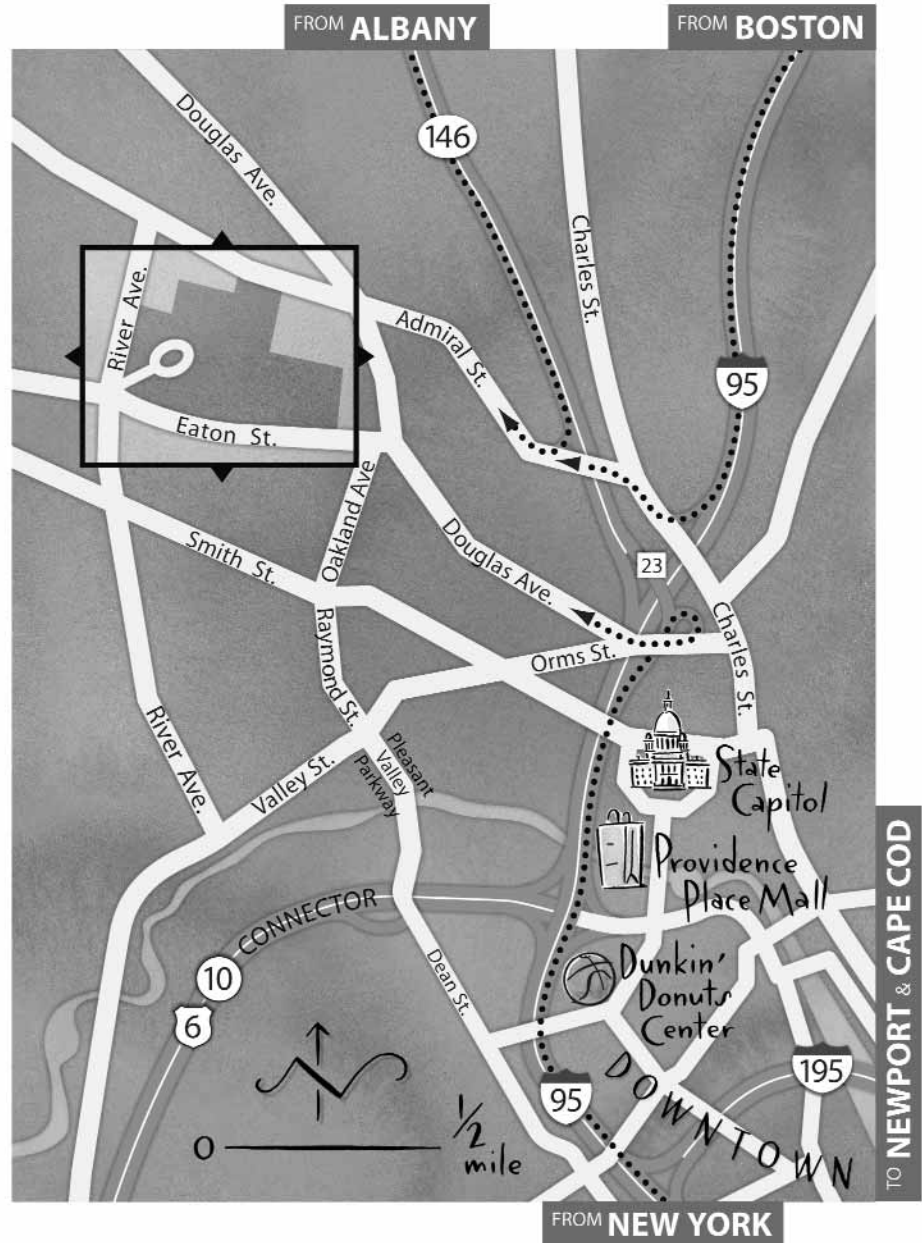 FROM ALBANY
FROM BOSTON
146
Douglas Ave.
Charles St.
River Ave.
Admiral St.
95
Eaton St.
Oakland Ave
Smith St.
Douglas Ave.
23
Raymond St.
Orms St.
Charles St.
River Ave.
Valley St.
Pleasant
Valley
Parkway
State
Capitol
Providence
Place Mall
CONNECTOR
10
6
Dean St.
Dunkin'
Donuts
Center
DOWNTOWN
95
195
0
1/2
mile
TO NEWPORT & CAPE COD
FROM NEW YORK